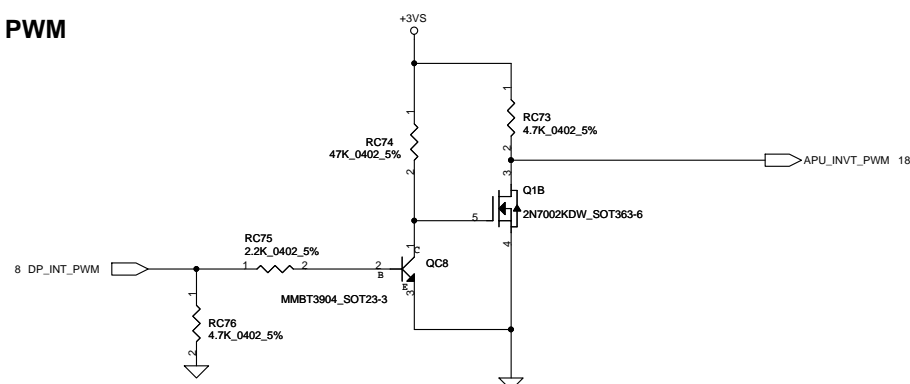 PWM
+3VS
1
1
RC73
4.7K_0402_5%
2
RC74
47K_0402_5%
2
APU_INVT_PWM 18
3
Q1B
2N7002KDW_SOT363-6
5
4
1
C
QC8
RC75
2.2K_0402_5%
8 DP_INT_PWM
1
2
2
B
E
3
MMBT3904_SOT23-3
1
RC76
4.7K_0402_5%
2